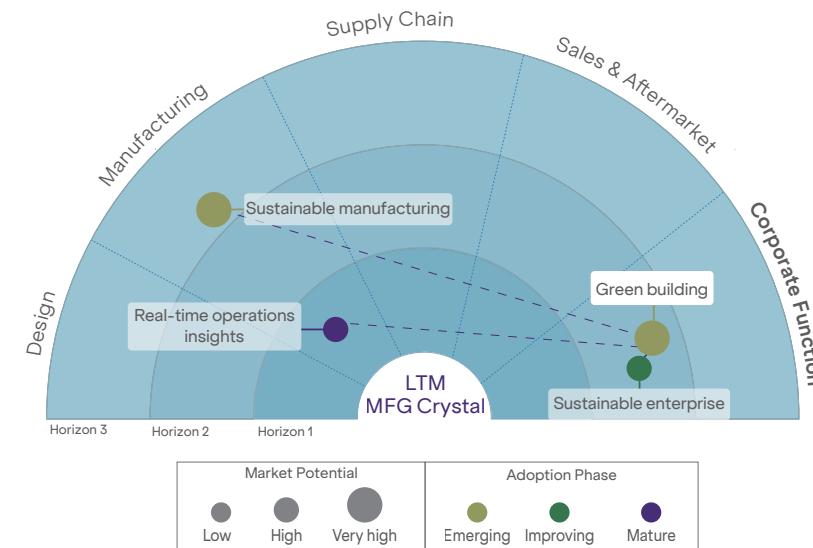 Supply Chain
Sales & Aftermarket
Manufacturing
Corporate Function
Design
Sustainable manufacturing
Green building
Real-time operations
insights
Sustainable enterprise
LTM
MFG Crystal
Horizon 3
Horizon 2
Horizon 1
Market Potential
Low
High
Very high
Adoption Phase
Emerging
Improving
Mature